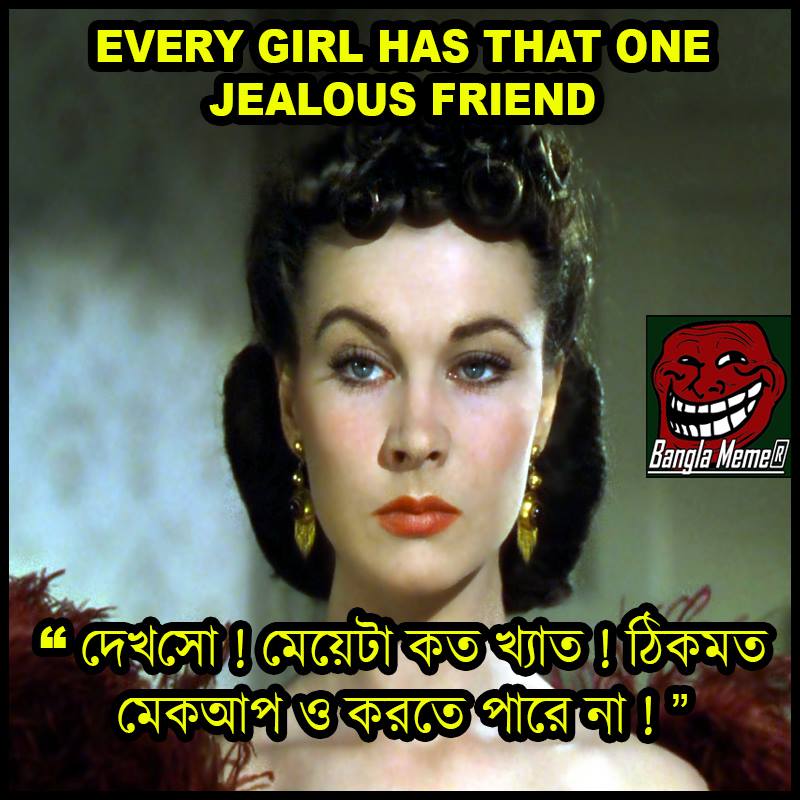 EVERY GIRL HAS THAT ONE
JEALOUS FRIEND
Bangla Meme®
“ দেখসো ! মেয়েটা কত খ্যাত ! ঠিকমত
মেকআপ ও করতে পারে না ! ”